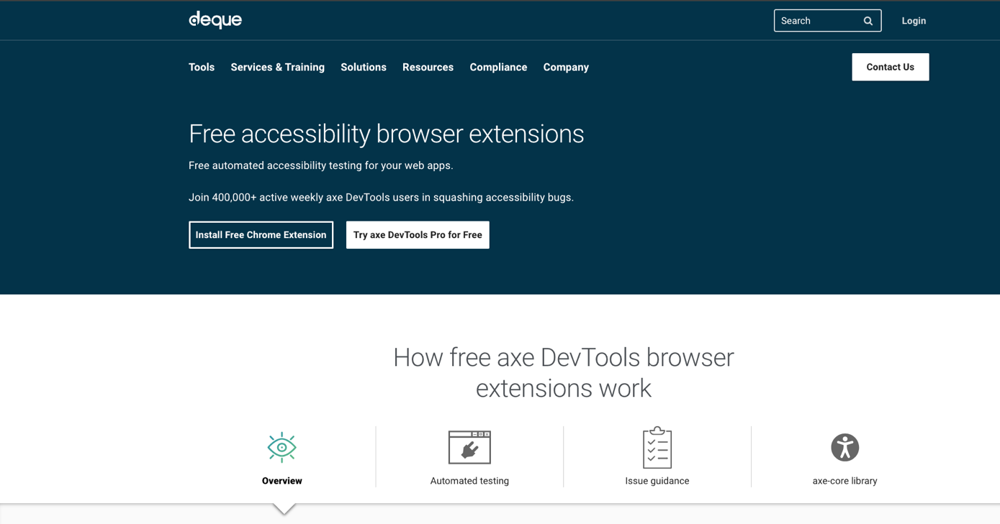 deque
Search
Login
Tools
Services & Training
Solutions
Resources
Compliance
Company
Contact Us
Free accessibility browser extensions
Free automated accessibility testing for your web apps.
Join 400,000+ active weekly axe DevTools users in squashing accessibility bugs.
Install Free Chrome Extension
Try axe DevTools Pro for Free
How free axe DevTools browser
extensions work
Overview
Automated testing
Issue guidance
axe-core library